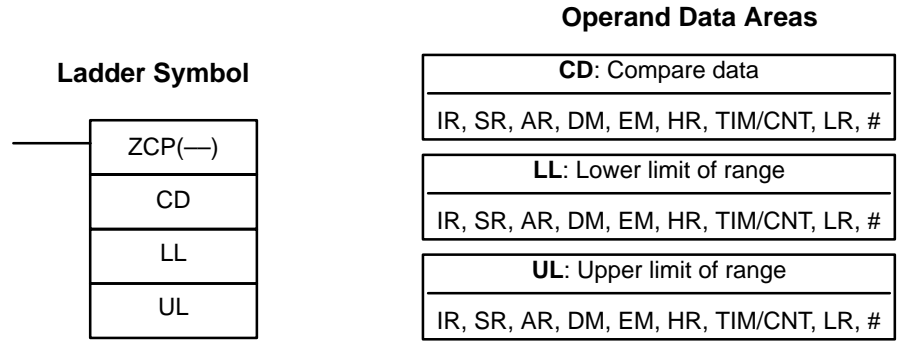 Ladder Symbol
ZCP(––)
CD
LL
UL
Operand Data Areas
CD: Compare data
IR, SR, AR, DM, EM, HR, TIM/CNT, LR, #
LL: Lower limit of range
IR, SR, AR, DM, EM, HR, TIM/CNT, LR, #
UL: Upper limit of range
IR, SR, AR, DM, EM, HR, TIM/CNT, LR, #